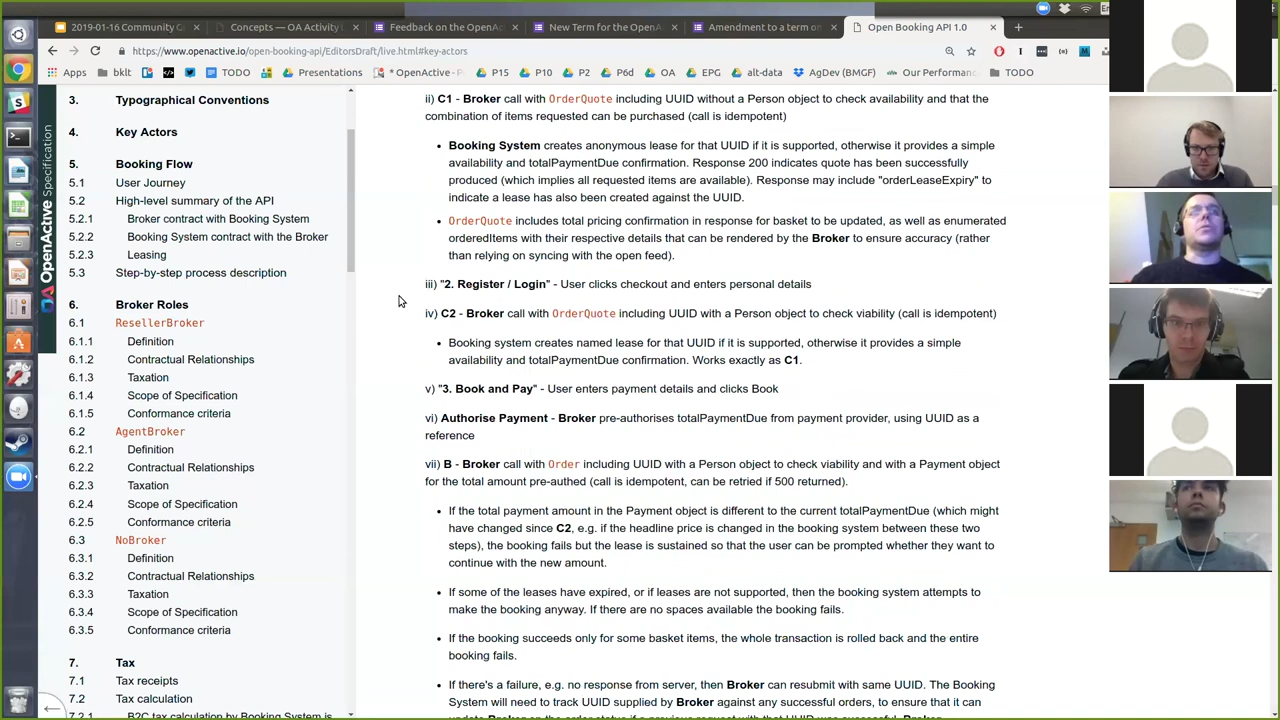 2019-01-16 Community G
Concepts — OA Activity
Feedback on the OpenA
New Term for the OpenA
Amendment to a term on
Open Booking API 1.0
https://www.openactive.io/open-booking-api/EditorsDraft/live.html#key-actors
Apps
bklt
TODO
Presentations
* OpenActive - P
P15
P10
P2
P6d
OA
EPG
alt-data
AgDev (BMGF)
Our Performanc
TODO
OpenActive Specification
3. Typographical Conventions
4. Key Actors
5. Booking Flow
5.1 User Journey
5.2 High-level summary of the API
5.2.1 Broker contract with Booking System
5.2.2 Booking System contract with the Broker
5.2.3 Leasing
5.3 Step-by-step process description
6. Broker Roles
6.1 ResellerBroker
6.1.1 Definition
6.1.2 Contractual Relationships
6.1.3 Taxation
6.1.4 Scope of Specification
6.1.5 Conformance criteria
6.2 AgentBroker
6.2.1 Definition
6.2.2 Contractual Relationships
6.2.3 Taxation
6.2.4 Scope of Specification
6.2.5 Conformance criteria
6.3 NoBroker
6.3.1 Definition
6.3.2 Contractual Relationships
6.3.3 Taxation
6.3.4 Scope of Specification
6.3.5 Conformance criteria
7. Tax
7.1 Tax receipts
7.2 Tax calculation
7.2.1 B2C tax calculation by Booking System is
ii) C1 - Broker call with OrderQuote including UUID without a Person object to check availability and that the
combination of items requested can be purchased (call is idempotent)
• Booking System creates anonymous lease for that UUID if it is supported, otherwise it provides a simple
availability and totalPaymentDue confirmation. Response 200 indicates quote has been successfully
produced (which implies all requested items are available). Response may include "orderLeaseExpiry" to
indicate a lease has also been created against the UUID.
• OrderQuote includes total pricing confirmation in response for basket to be updated, as well as enumerated
orderedItems with their respective details that can be rendered by the Broker to ensure accuracy (rather
than relying on syncing with the open feed).
iii) "2. Register / Login" - User clicks checkout and enters personal details
iv) C2 - Broker call with OrderQuote including UUID with a Person object to check viability (call is idempotent)
• Booking system creates named lease for that UUID if it is supported, otherwise it provides a simple
availability and totalPaymentDue confirmation. Works exactly as C1.
v) "3. Book and Pay" - User enters payment details and clicks Book
vi) Authorise Payment - Broker pre-authorises totalPaymentDue from payment provider, using UUID as a
reference
vii) B - Broker call with Order including UUID with a Person object to check viability and with a Payment object
for the total amount pre-authed (call is idempotent, can be retried if 500 returned).
• If the total payment amount in the Payment object is different to the current totalPaymentDue (which might
have changed since C2, e.g. if the headline price is changed in the booking system between these two
steps), the booking fails but the lease is sustained so that the user can be prompted whether they want to
continue with the new amount.
• If some of the leases have expired, or if leases are not supported, then the booking system attempts to
make the booking anyway. If there are no spaces available the booking fails.
• If the booking succeeds only for some basket items, the whole transaction is rolled back and the entire
booking fails.
• If there's a failure, e.g. no response from server, then Broker can resubmit with same UUID. The Booking
System will need to track UUID supplied by Broker against any successful orders, to ensure that it can